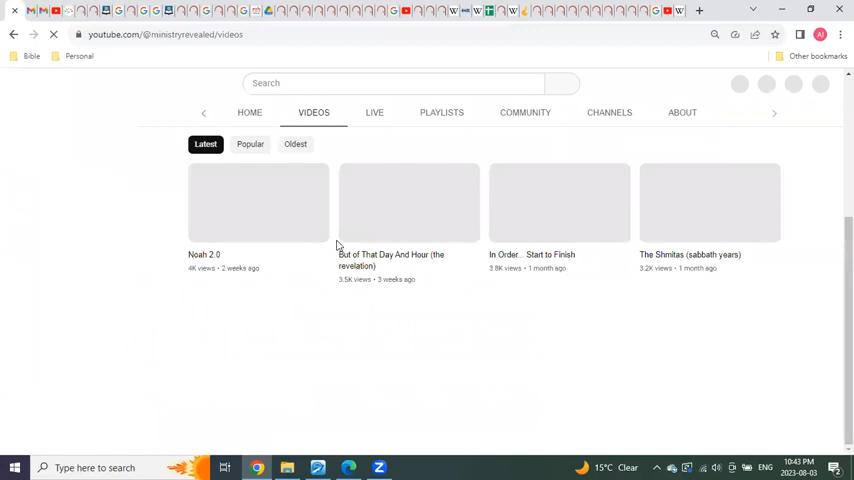 youtube.com/@ministryrevealed/videos
AI
Bible
Personal
Other bookmarks
Search
HOME
VIDEOS
LIVE
PLAYLISTS
COMMUNITY
CHANNELS
ABOUT
Latest
Popular
Oldest
Noah 2.0
4K views • 2 weeks ago
But of That Day And Hour (the
revelation)
3.5K views • 3 weeks ago
In Order... Start to Finish
3.8K views • 1 month ago
The Shmitas (sabbath years)
3.2K views • 1 month ago
Type here to search
15°C Clear
ENG
10:43 PM
2023-08-03
2